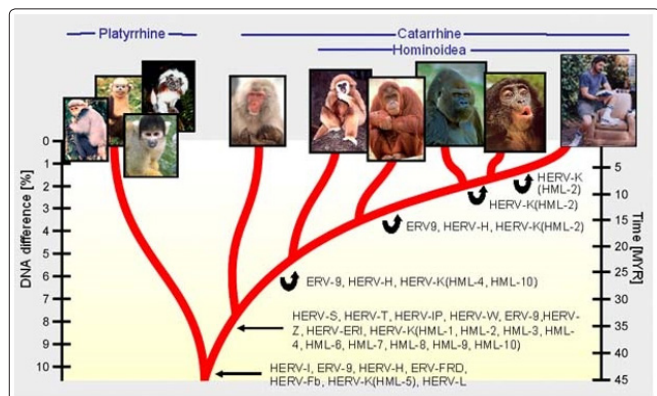 Platyrrhine
Catarrhine
Hominoidea
DNA difference [%]
0
1
2
3
4
5
6
7
8
9
10
Time [MYR]
5
10
15
20
25
30
35
40
45
HERV-K
(HML-2)
HERV-K(HML-2)
ERV9, HERV-H, HERV-K(HML-2)
ERV-9, HERV-H, HERV-K(HML-4, HML-10)
HERV-S, HERV-T, HERV-IP, HERV-W, ERV-9,HERV-
Z, HERV-ERI, HERV-K(HML-1, HML-2, HML-3, HML-
4, HML-6, HML-7, HML-8, HML-9, HML-10)
HERV-I, ERV-9, HERV-H, ERV-FRD,
HERV-Fb, HERV-K(HML-5), HERV-L